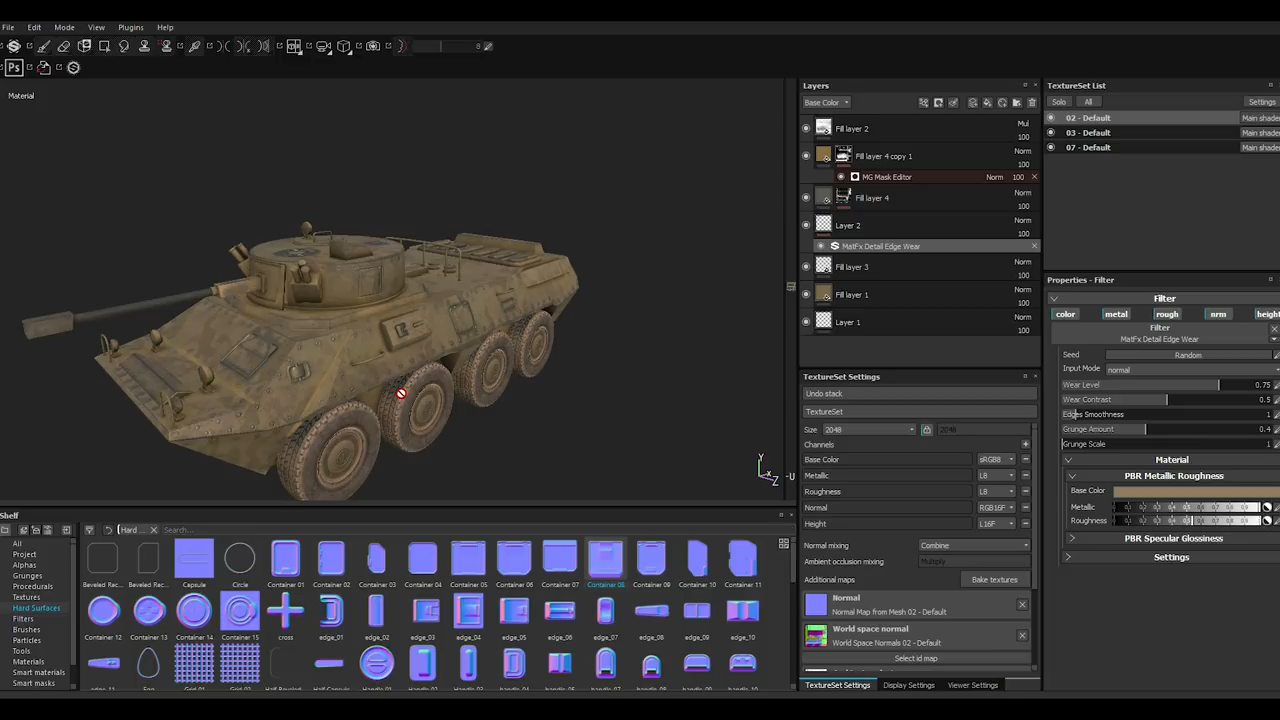 File Edit Mode View Plugins Help
8
Ps
Material
Layers
Base Color
Fill layer 2 Mul 100
Fill layer 4 copy 1 Norm 100
MG Mask Editor Norm 100
Fill layer 4 Norm 100
Layer 2 Norm 100
MatFx Detail Edge Wear
Fill layer 3 Norm 100
Fill layer 1 Norm 100
Layer 1 Norm 100
TextureSet List
Solo All Settings
02 - Default Main shader
03 - Default Main shade
07 - Default Main shade
Properties - Filter
Filter
color metal rough nrm height
Filter
MatFx Detail Edge Wear
Seed Random
Input Mode normal
Wear Level 0.75
Wear Contrast 0.5
Edges Smoothness 1
Grunge Amount 0.4
Grunge Scale 1
Material
PBR Metallic Roughness
Base Color
Metallic
Roughness
PBR Specular Glossiness
Settings
TextureSet Settings
Undo stack
TextureSet
Size 2048 2048
Channels
Base Color sRGB8
Metallic L8
Roughness L8
Normal RGB16F
Height L16F
Normal mixing Combine
Ambient occlusion mixing Multiply
Additional maps Bake textures
Normal
Normal Map from Mesh 02 - Default
World space normal
World Space Normals 02 - Default
Select id map
TextureSet Settings Display Settings Viewer Settings
Y
X
Z
-U
Shelf
Hard ... Search...
All
Project
Alphas
Grunges
Procedurals
Textures
Hard Surfaces
Filters
Brushes
Particles
Tools
Materials
Smart materials
Smart masks
Beveled Rec... Beveled Rec... Capsule Circle Container 01 Container 02 Container 03 Container 04 Container 05 Container 06 Container 07 Container 08 Container 09 Container 10 Container 11
Container 12 Container 13 Container 14 Container 15 cross edge_01 edge_02 edge_03 edge_04 edge_05 edge_06 edge_07 edge_08 edge_09 edge_10